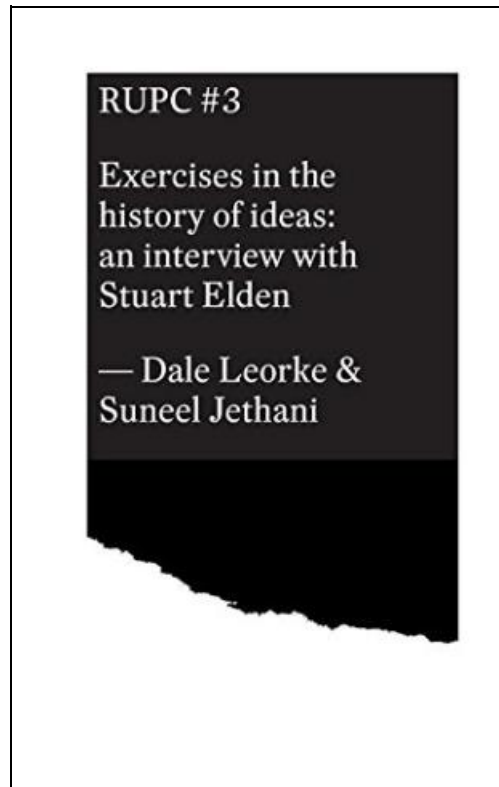 RUPC #3
Exercises in the
history of ideas:
an interview with
Stuart Elden
— Dale Leorke &
Suneel Jethani